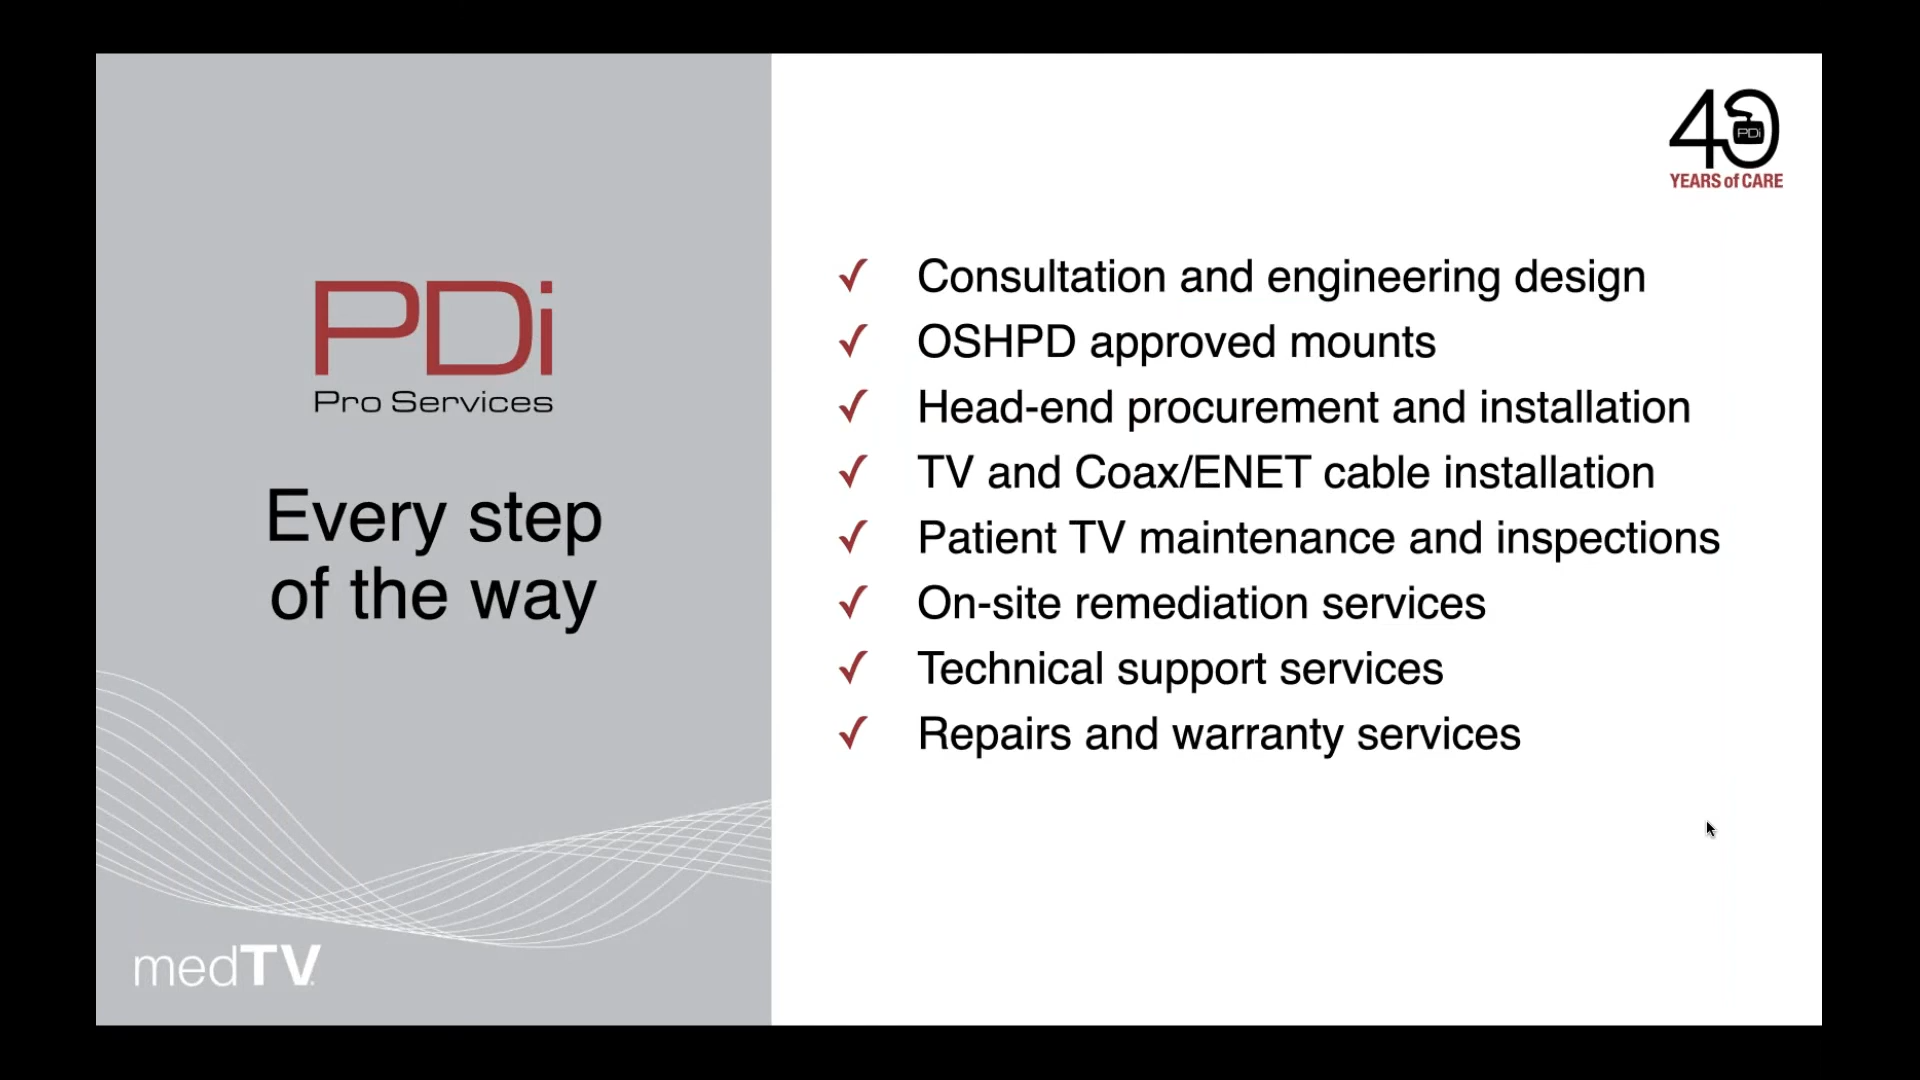 PDi
Pro Services
Every step
of the way
medTV
40
PDi
YEARS of CARE
✓ Consultation and engineering design
✓ OSHPD approved mounts
✓ Head-end procurement and installation
✓ TV and Coax/ENET cable installation
✓ Patient TV maintenance and inspections
✓ On-site remediation services
✓ Technical support services
✓ Repairs and warranty services